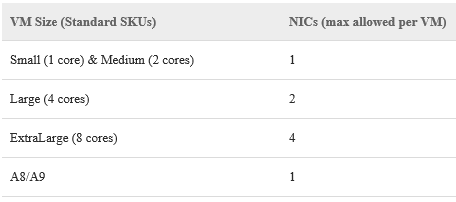 VM Size (Standard SKUs) NICs (max allowed per VM)
Small (1 core) & Medium (2 cores) 1
Large (4 cores) 2
ExtraLarge (8 cores) 4
A8/A9 1